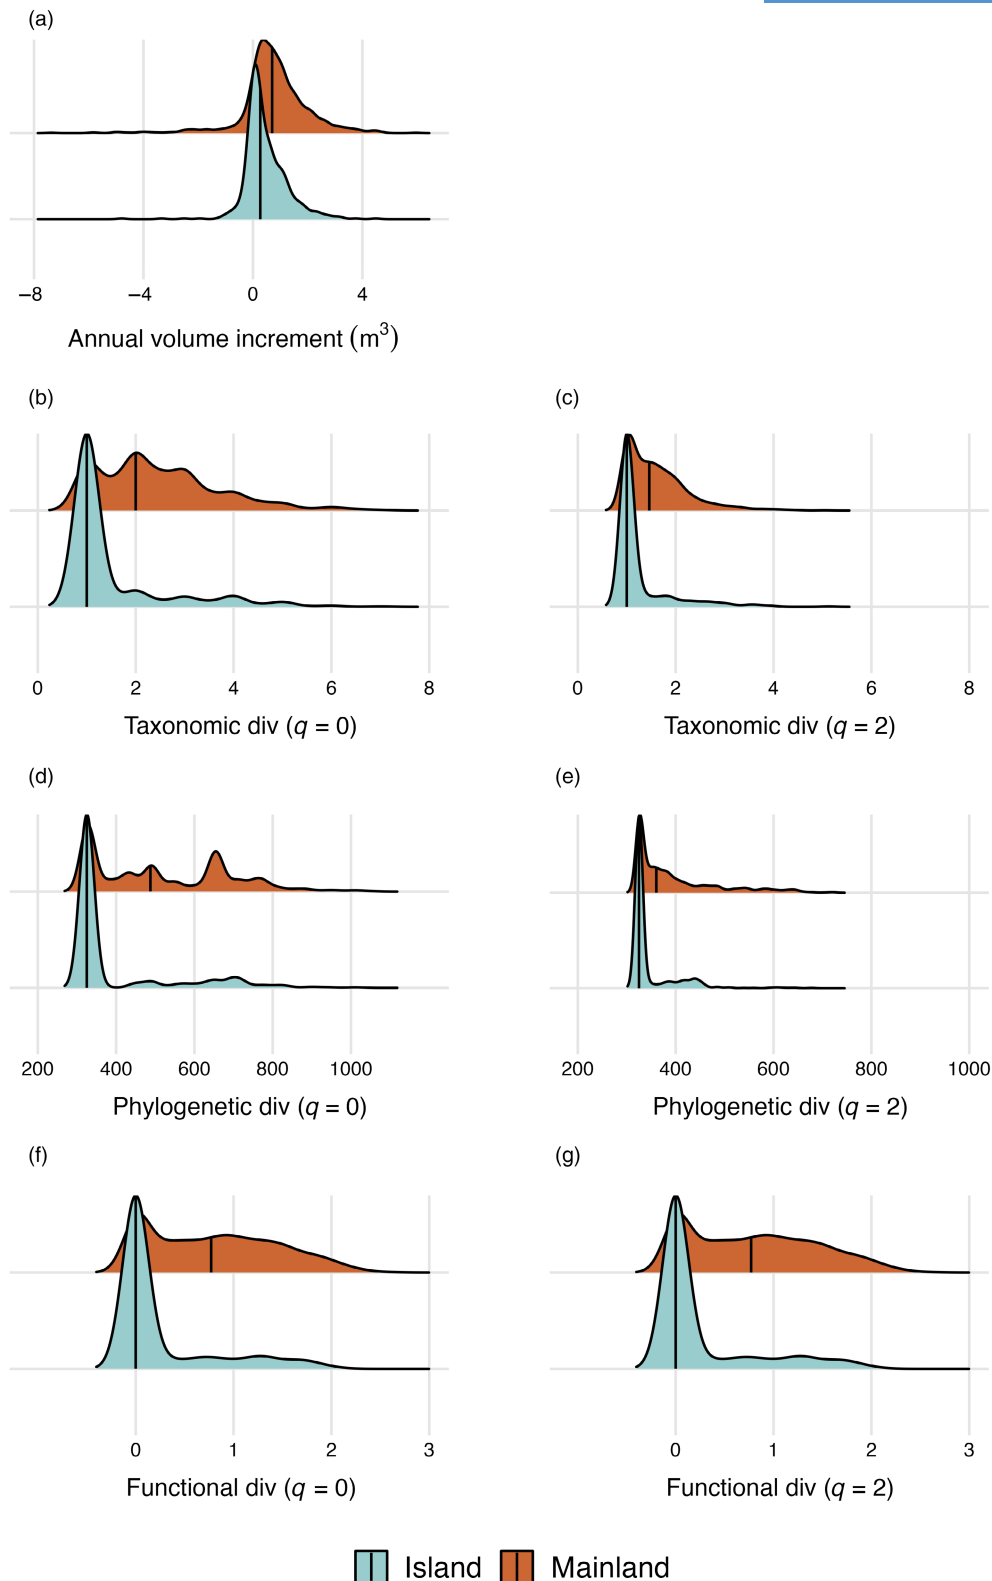 (a)
−8 −4 0 4
Annual volume increment (m³)
(b) (c)
0 2 4 6 8 0 2 4 6 8
Taxonomic div (q = 0) Taxonomic div (q = 2)
(d) (e)
200 400 600 800 1000 200 400 600 800 1000
Phylogenetic div (q = 0) Phylogenetic div (q = 2)
(f) (g)
0 1 2 3 0 1 2 3
Functional div (q = 0) Functional div (q = 2)
Island Mainland